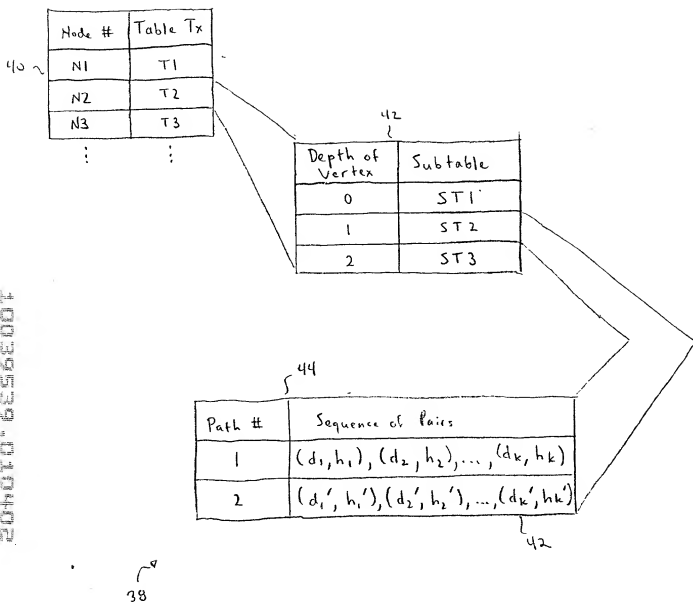 Node # Table Tx
40 N1 T1
N2 T2
N3 T3
42
Depth of Vertex Subtable
0 ST1
1 ST2
2 ST3
44
Path # Sequence of Pairs
1 (d₁, h₁), (d₂, h₂), ..., (dₖ, hₖ)
2 (d₁', h₁'), (d₂', h₂'), ..., (dₖ', hₖ')
42
38
10039539.010402